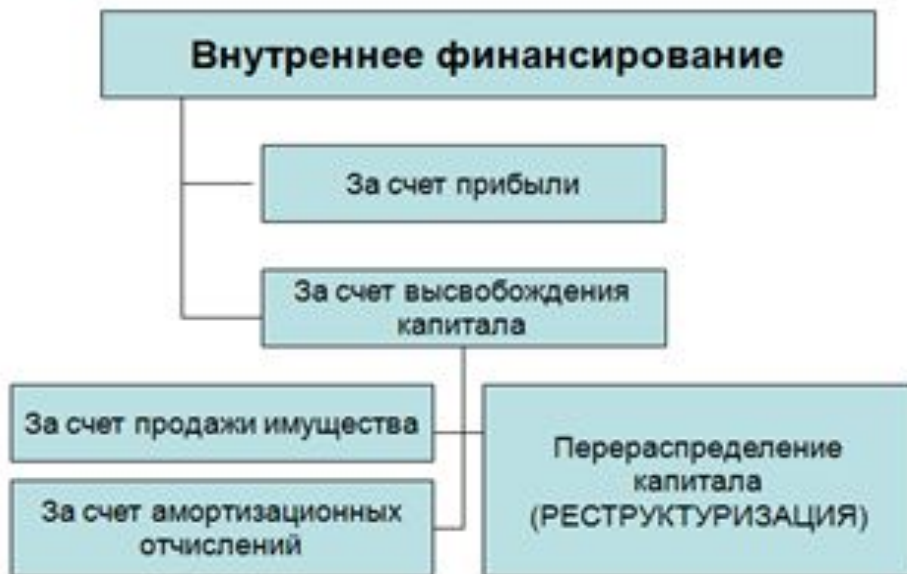 Внутреннее финансирование
За счет прибыли
За счет высвобождения
капитала
За счет продажи имущества
За счет амортизационных
отчислений
Перераспределение
капитала
(РЕСТРУКТУРИЗАЦИЯ)